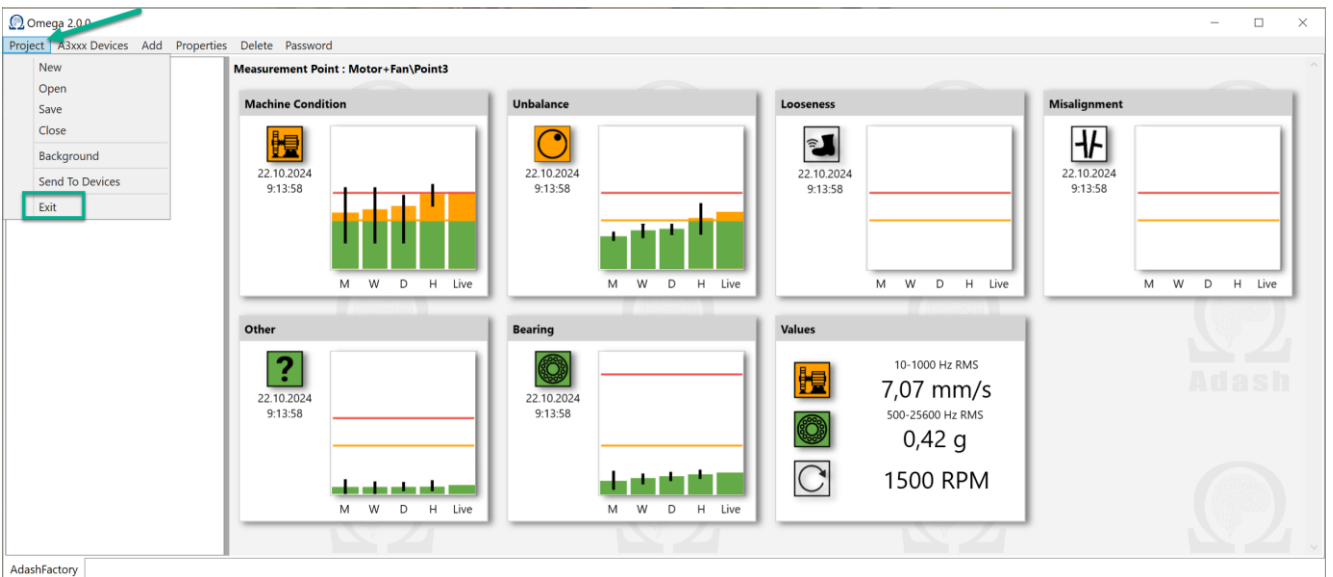 Omega 2.0.0
Project A3xxx Devices Add Properties Delete Password
New
Open
Save
Close
Background
Send To Devices
Exit
Measurement Point : Motor+Fan\Point3
Machine Condition
22.10.2024
9:13:58
M W D H Live
Unbalance
22.10.2024
9:13:58
M W D H Live
Looseness
22.10.2024
9:13:58
M W D H Live
Misalignment
22.10.2024
9:13:58
M W D H Live
Other
?
22.10.2024
9:13:58
M W D H Live
Bearing
22.10.2024
9:13:58
M W D H Live
Values
10-1000 Hz RMS
7,07 mm/s
500-25600 Hz RMS
0,42 g
1500 RPM
Adash
AdashFactory